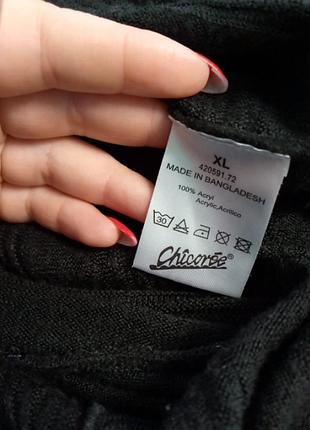 XL
420591.72
MADE IN BANGLADESH
100% Acryl
Acrylic,Acrilico
30
Chicorée®